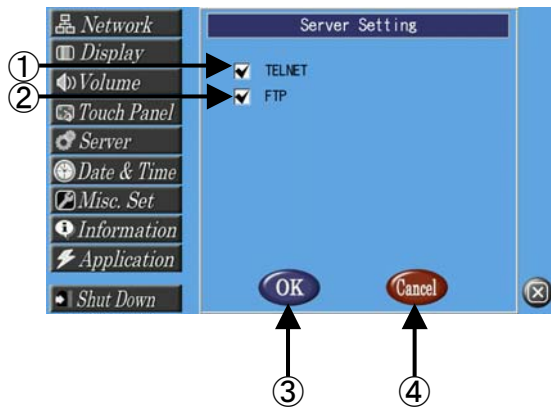 Network
Display
Volume
Touch Panel
Server
Date & Time
Misc. Set
Information
Application
Shut Down
Server Setting
① TELNET
② FTP
OK
Cancel
③
④